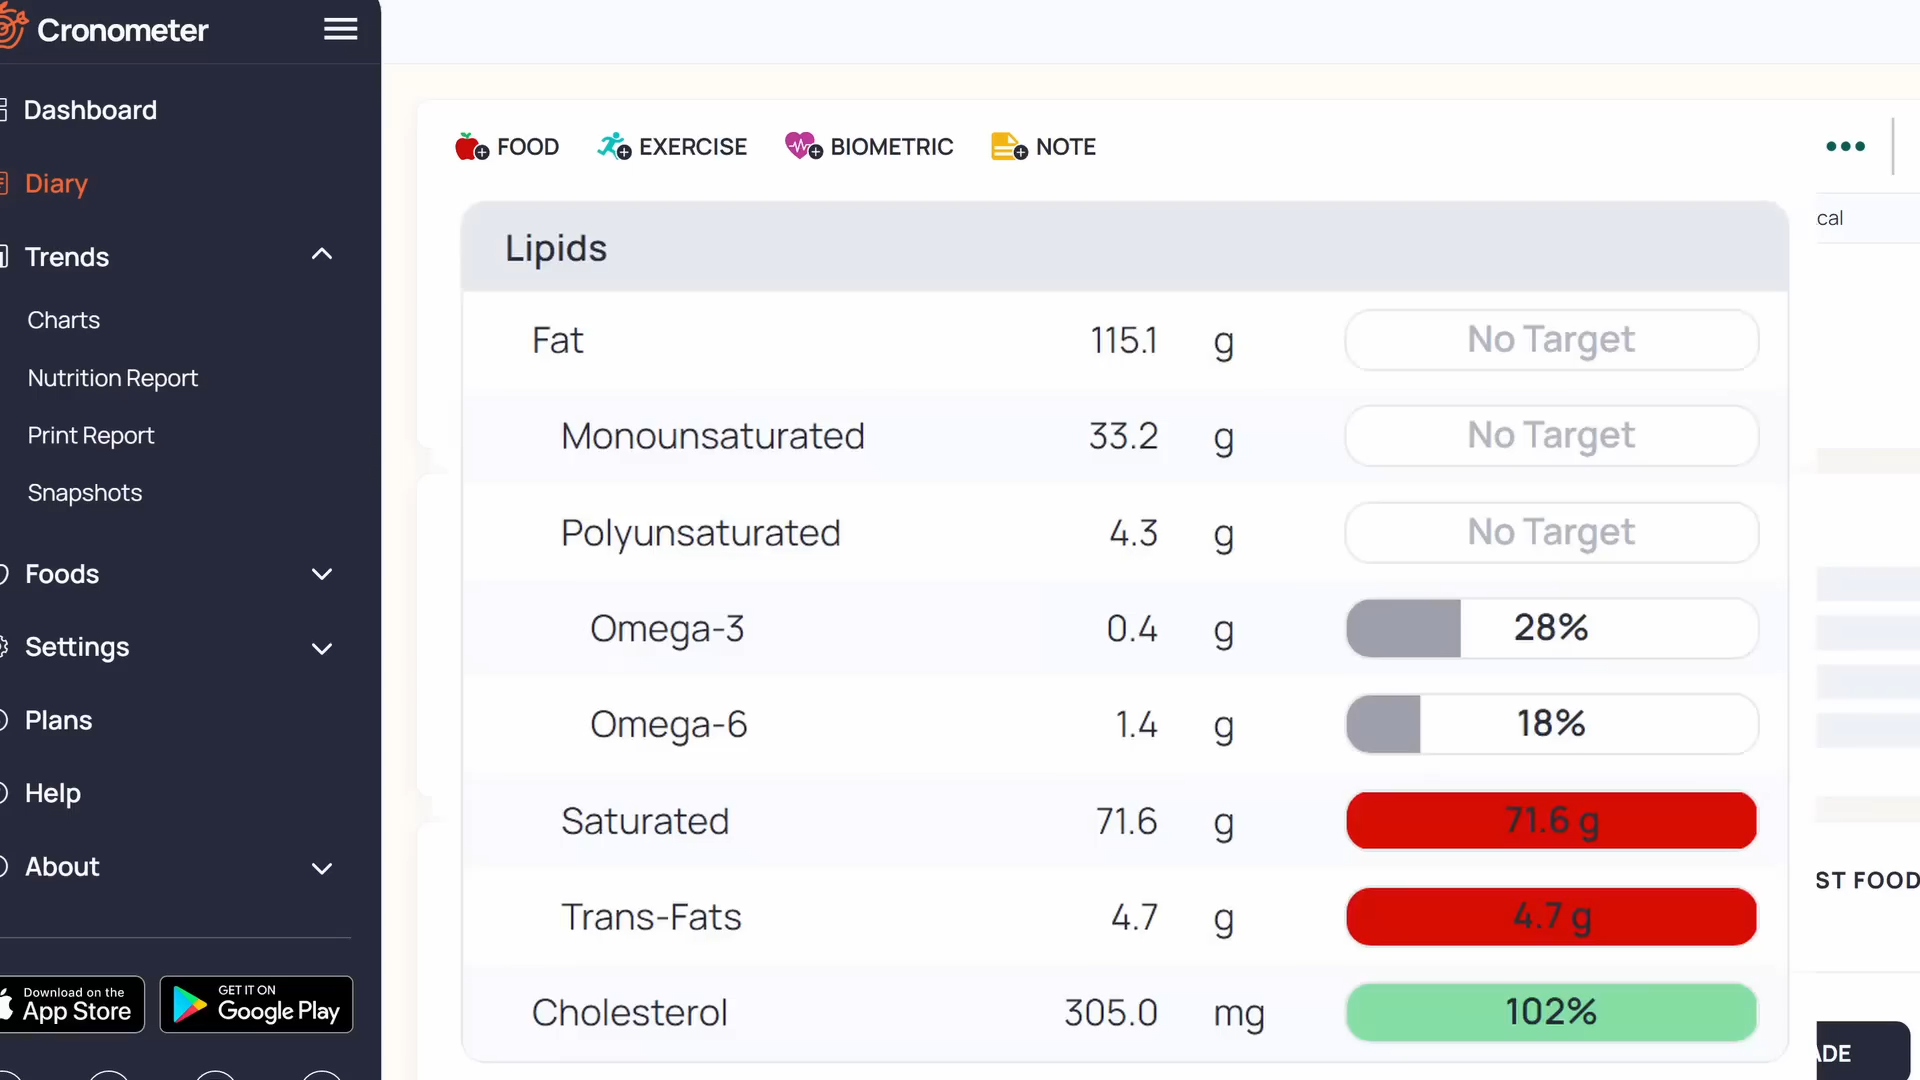 Cronometer
Dashboard
Diary
Trends
Charts
Nutrition Report
Print Report
Snapshots
Foods
Settings
Plans
Help
About
Download on the
App Store
GET IT ON
Google Play
FOOD
EXERCISE
BIOMETRIC
NOTE
cal
Lipids
Fat 115.1 g No Target
Monounsaturated 33.2 g No Target
Polyunsaturated 4.3 g No Target
Omega-3 0.4 g 28%
Omega-6 1.4 g 18%
Saturated 71.6 g 71.6 g
Trans-Fats 4.7 g 4.7 g
Cholesterol 305.0 mg 102%
ST FOOD
ADE